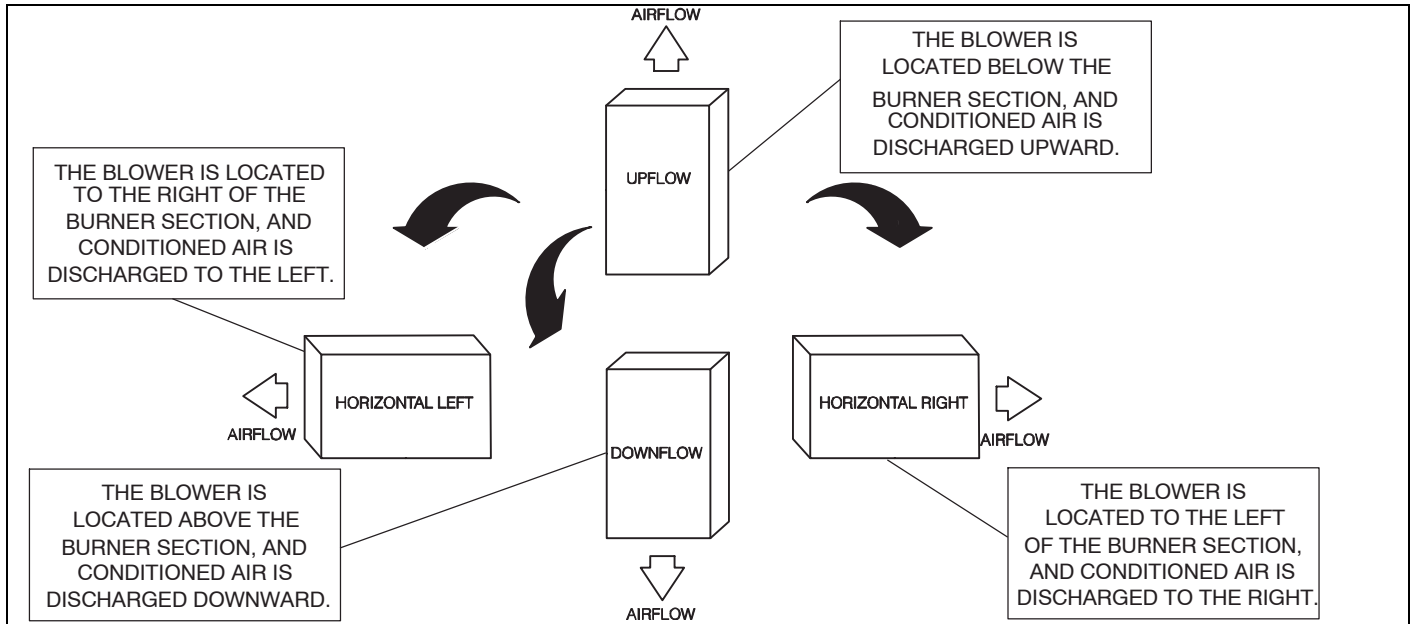 AIRFLOW
THE BLOWER IS
LOCATED BELOW THE
BURNER SECTION, AND
CONDITIONED AIR IS
DISCHARGED UPWARD.
UPFLOW
THE BLOWER IS LOCATED
TO THE RIGHT OF THE
BURNER SECTION, AND
CONDITIONED AIR IS
DISCHARGED TO THE LEFT.
HORIZONTAL LEFT
AIRFLOW
HORIZONTAL RIGHT
AIRFLOW
DOWNFLOW
THE BLOWER IS
LOCATED ABOVE THE
BURNER SECTION, AND
CONDITIONED AIR IS
DISCHARGED DOWNWARD.
THE BLOWER IS
LOCATED TO THE LEFT
OF THE BURNER SECTION,
AND CONDITIONED AIR IS
DISCHARGED TO THE RIGHT.
AIRFLOW